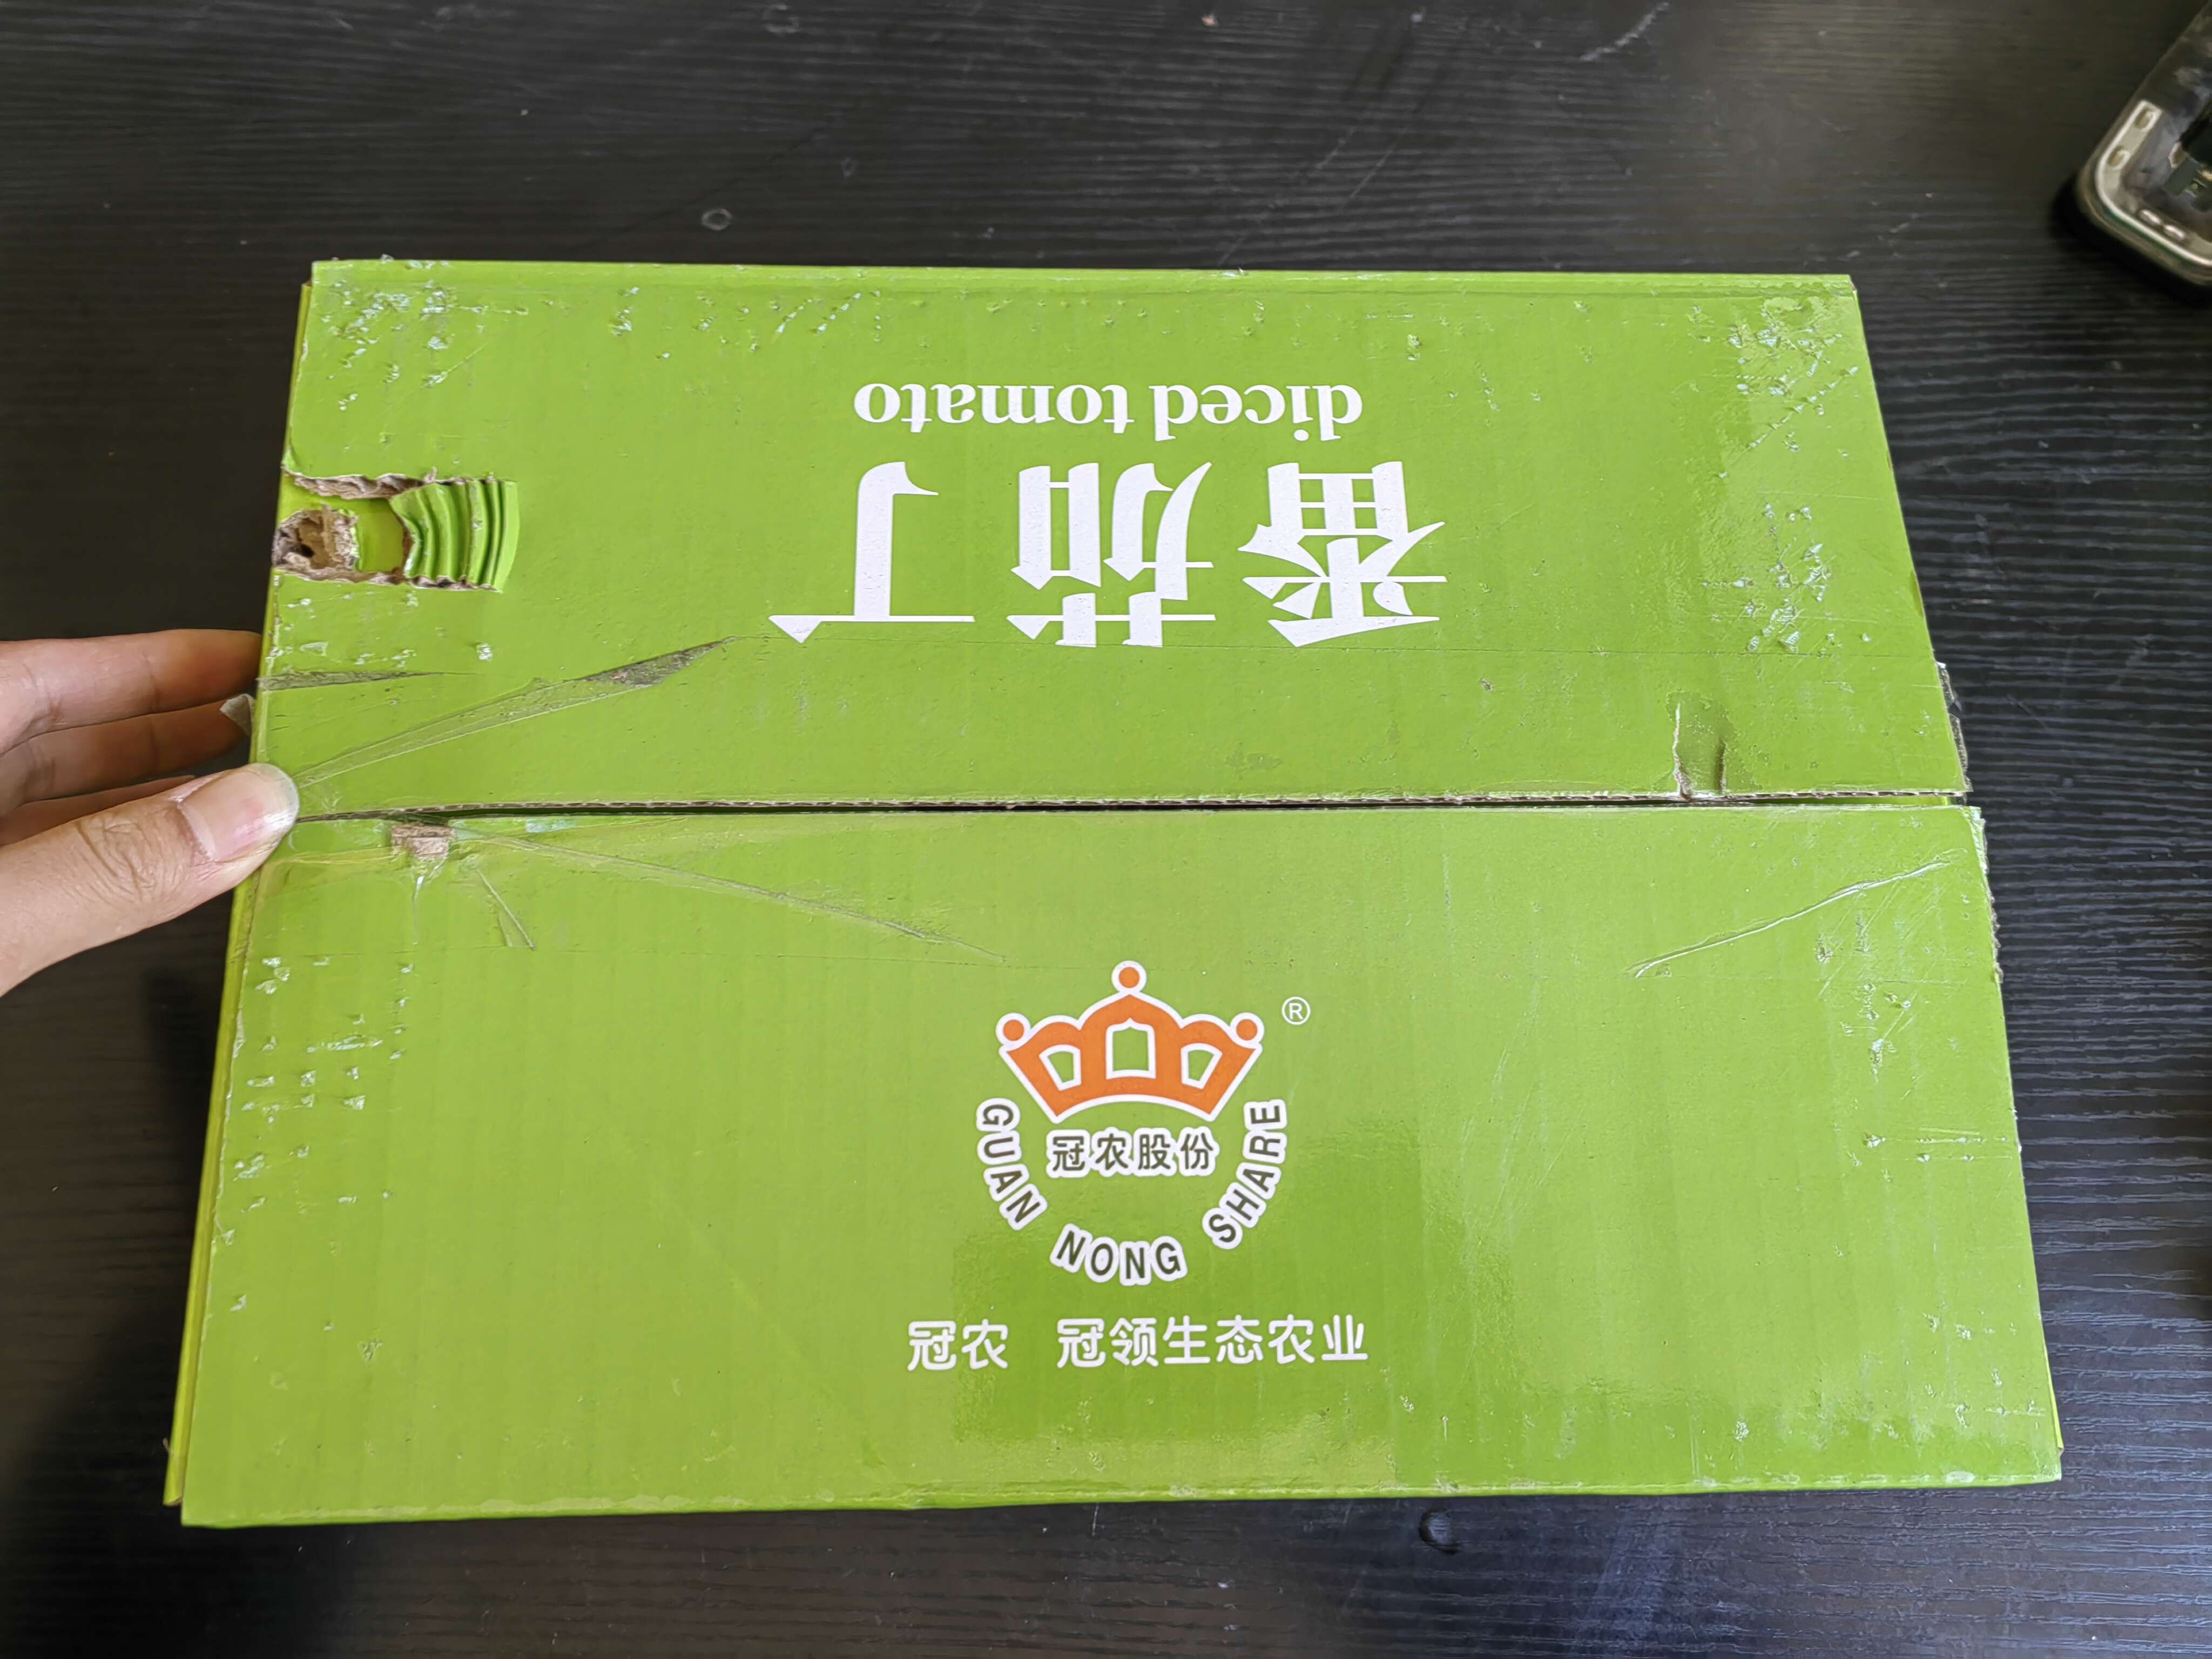 番茄丁
diced tomato
®
冠农股份
GUAN NONG SHARE
冠农 冠领生态农业